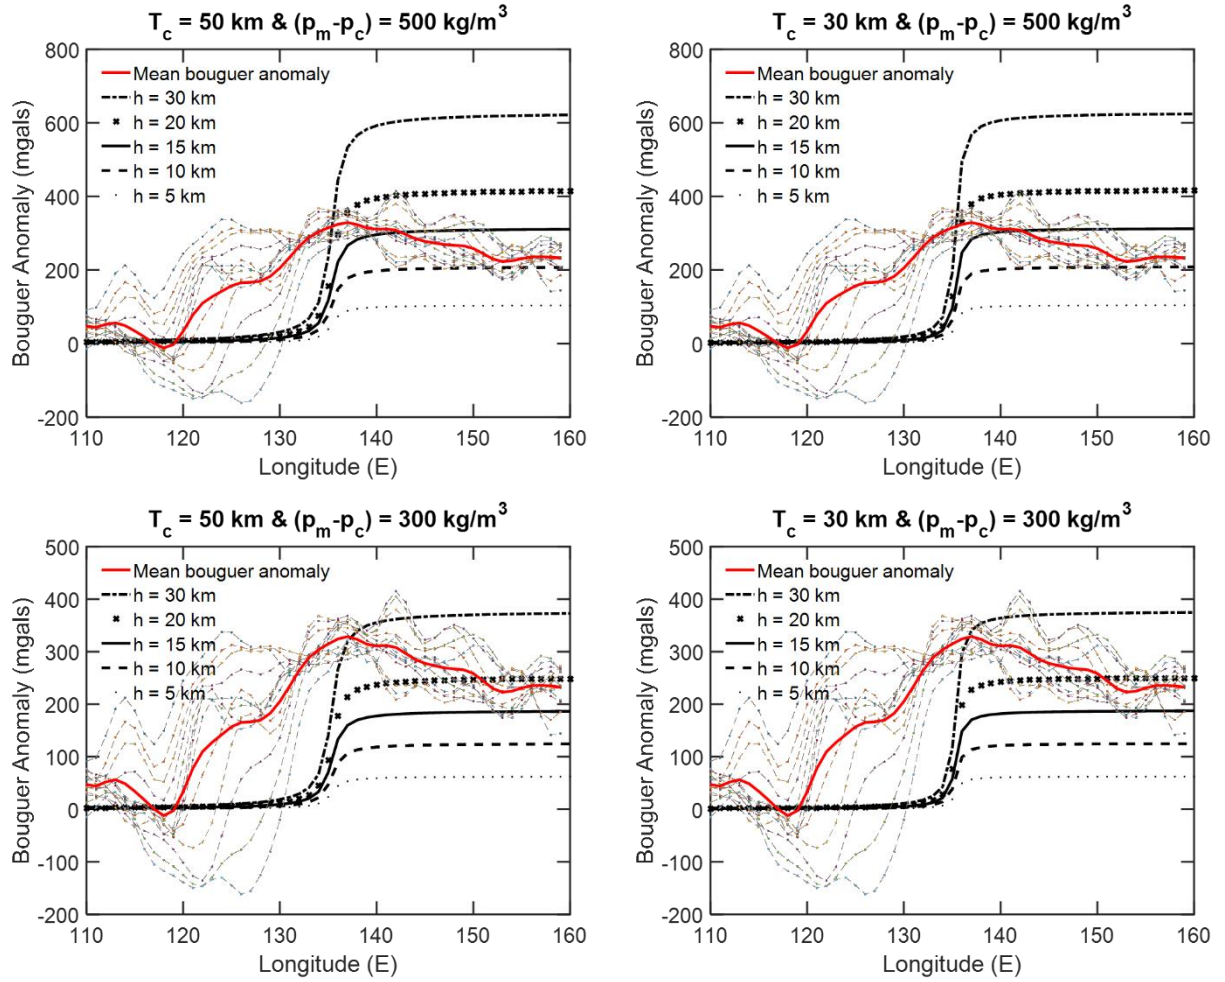 T_c = 50 km & (p_m-p_c) = 500 kg/m^3
800
600
400
200
0
-200
Bouguer Anomaly (mgals)
Mean bouguer anomaly
h = 30 km
h = 20 km
h = 15 km
h = 10 km
h = 5 km
110 120 130 140 150 160
Longitude (E)
T_c = 30 km & (p_m-p_c) = 500 kg/m^3
800
600
400
200
0
-200
Bouguer Anomaly (mgals)
Mean bouguer anomaly
h = 30 km
h = 20 km
h = 15 km
h = 10 km
h = 5 km
110 120 130 140 150 160
Longitude (E)
T_c = 50 km & (p_m-p_c) = 300 kg/m^3
500
400
300
200
100
0
-100
-200
Bouguer Anomaly (mgals)
Mean bouguer anomaly
h = 30 km
h = 20 km
h = 15 km
h = 10 km
h = 5 km
110 120 130 140 150 160
Longitude (E)
T_c = 30 km & (p_m-p_c) = 300 kg/m^3
500
400
300
200
100
0
-100
-200
Bouguer Anomaly (mgals)
Mean bouguer anomaly
h = 30 km
h = 20 km
h = 15 km
h = 10 km
h = 5 km
110 120 130 140 150 160
Longitude (E)